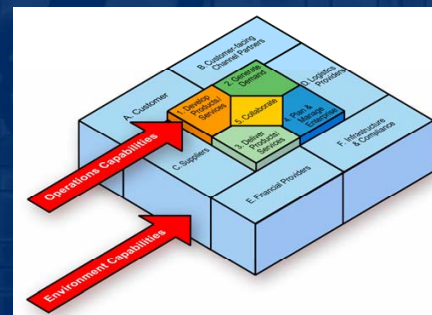 B. Customer-facing
Channel Partners
A. Customer
2. Generate
Demand
D. Logistics
Providers
1. Develop
Products/
Services
5. Collaborate
4. Plan &
Manage
Enterprise
3. Deliver
Products/
Services
C. Suppliers
F. Infrastructure
& Compliance
E. Financial Providers
Operations Capabilities
Environment Capabilities